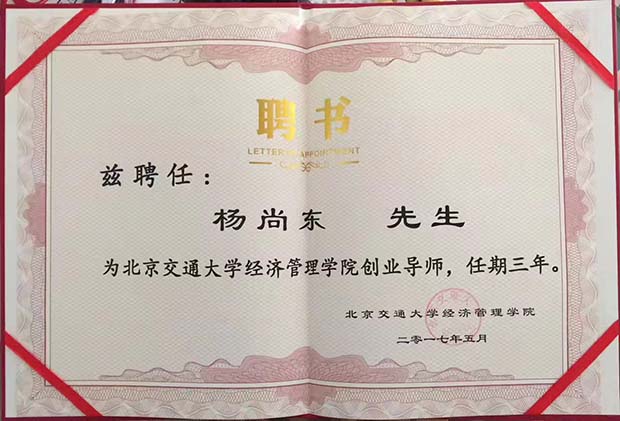 聘书
LETTER OF APPOINTMENT
兹聘任：
杨尚东 先生
为北京交通大学经济管理学院创业导师，任期三年。
北京交通大学经济管理学院
二零一七年五月